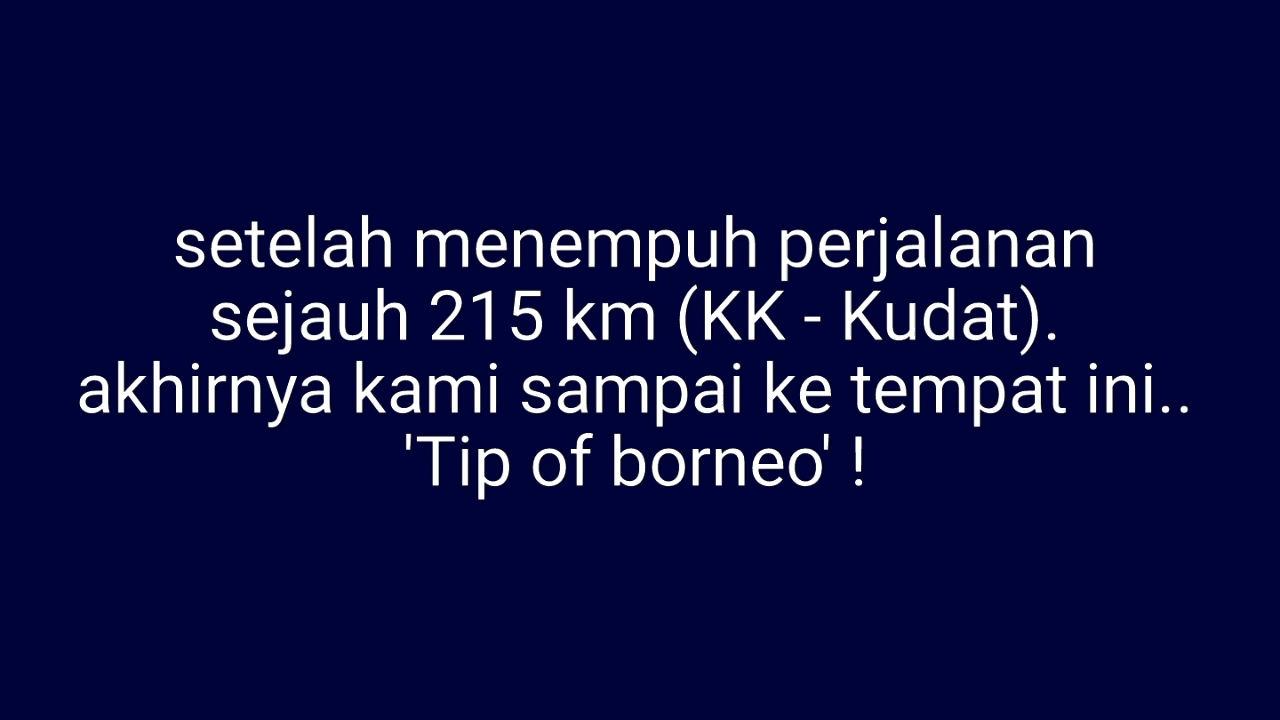 setelah menempuh perjalanan
sejauh 215 km (KK - Kudat).
akhirnya kami sampai ke tempat ini..
'Tip of borneo' !